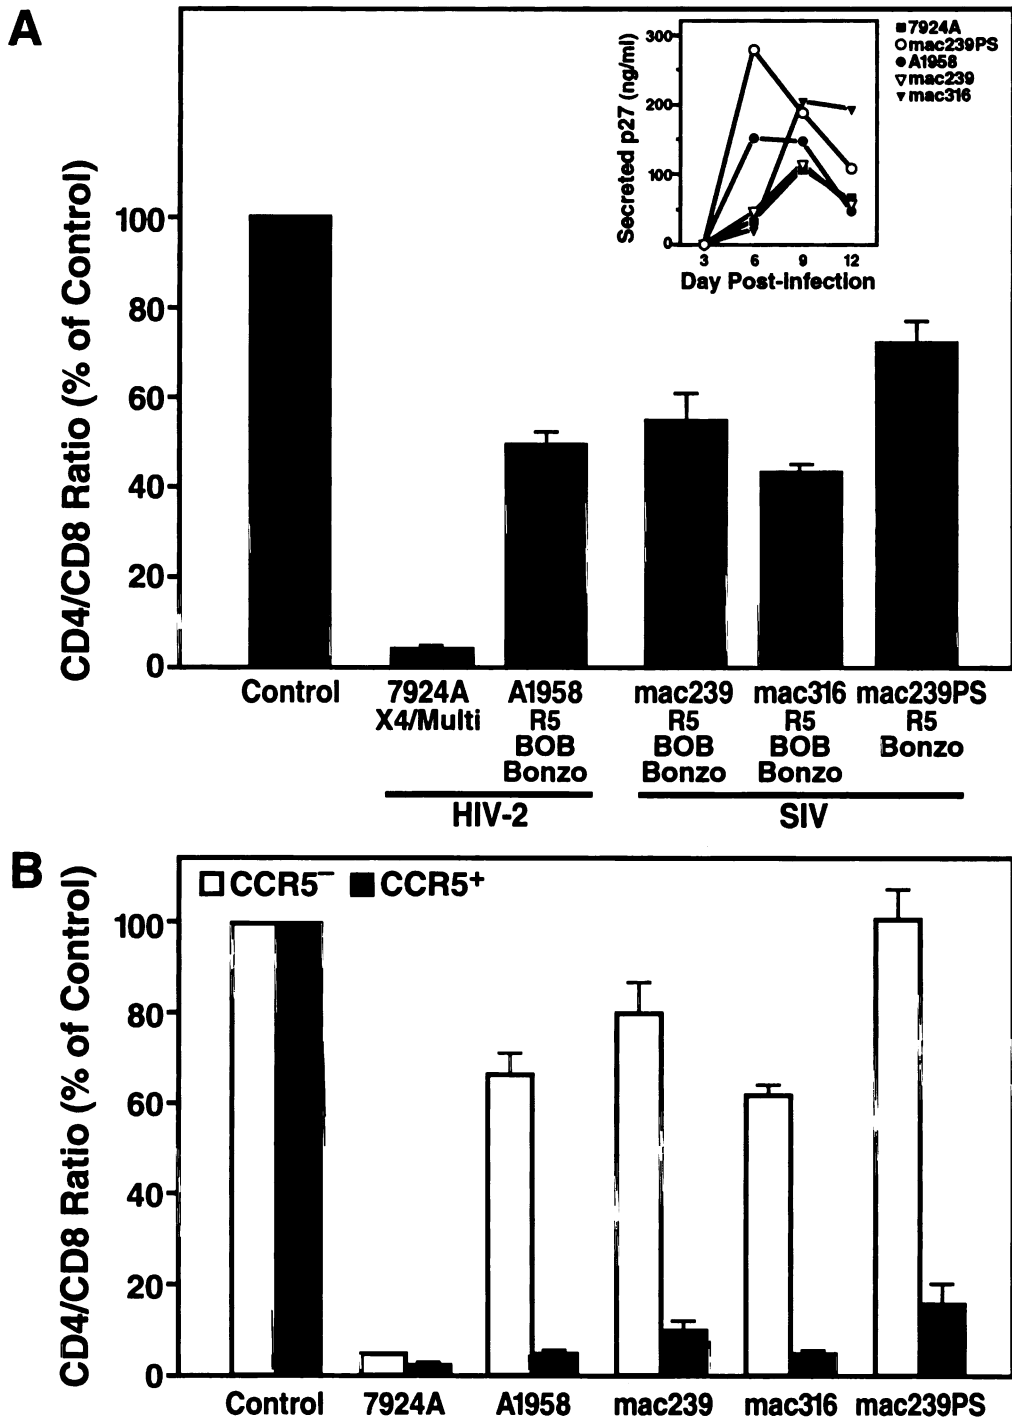 A
CD4/CD8 Ratio (% of Control)
100
80
60
40
20
0
Secreted p27 (ng/ml)
300
200
100
0
3 6 9 12
Day Post-infection
7924A
mac239PS
A1958
mac239
mac316
Control 7924A A1958 mac239 mac316 mac239PS
X4/Multi R5 R5 R5 R5
BOB BOB BOB Bonzo
Bonzo Bonzo Bonzo
HIV-2 SIV
B
CD4/CD8 Ratio (% of Control)
CCR5⁻ CCR5⁺
100
80
60
40
20
0
Control 7924A A1958 mac239 mac316 mac239PS